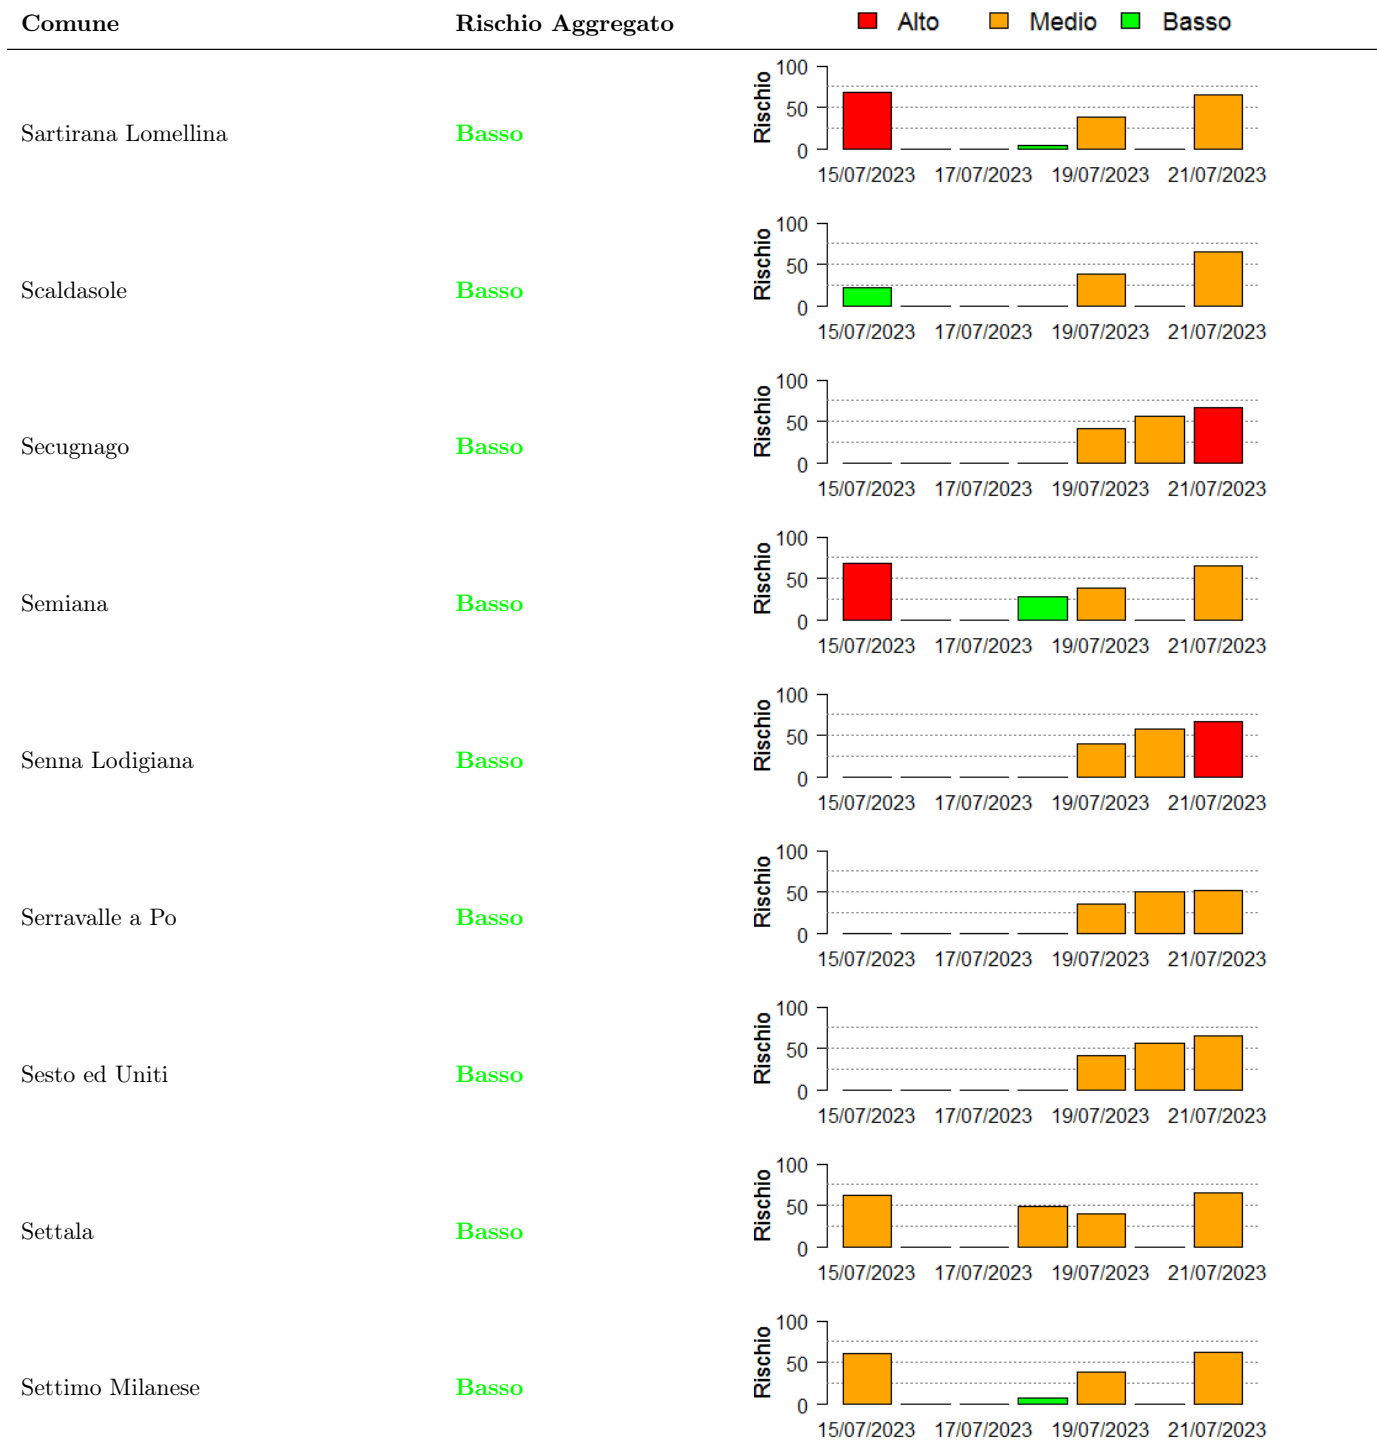 Comune Rischio Aggregato Alto Medio Basso
100
50
0
Rischio
Sartirana Lomellina Basso
15/07/2023 17/07/2023 19/07/2023 21/07/2023
100
50
0
Rischio
Scaldasole Basso
15/07/2023 17/07/2023 19/07/2023 21/07/2023
100
50
0
Rischio
Secugnago Basso
15/07/2023 17/07/2023 19/07/2023 21/07/2023
100
50
0
Rischio
Semiana Basso
15/07/2023 17/07/2023 19/07/2023 21/07/2023
100
50
0
Rischio
Senna Lodigiana Basso
15/07/2023 17/07/2023 19/07/2023 21/07/2023
100
50
0
Rischio
Serravalle a Po Basso
15/07/2023 17/07/2023 19/07/2023 21/07/2023
100
50
0
Rischio
Sesto ed Uniti Basso
15/07/2023 17/07/2023 19/07/2023 21/07/2023
100
50
0
Rischio
Settala Basso
15/07/2023 17/07/2023 19/07/2023 21/07/2023
100
50
0
Rischio
Settimo Milanese Basso
15/07/2023 17/07/2023 19/07/2023 21/07/2023